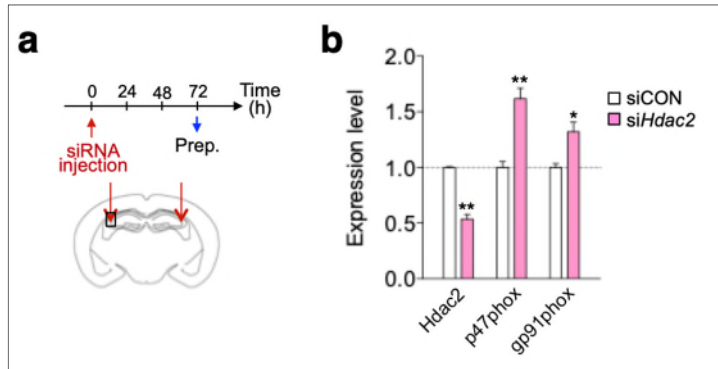 a
0 24 48 72 Time
(h)
siRNA
injection
Prep.
b
Expression level
2.0
1.5
1.0
0.5
0.0
**
**
*
Hdac2
p47phox
gp91phox
siCON
siHdac2